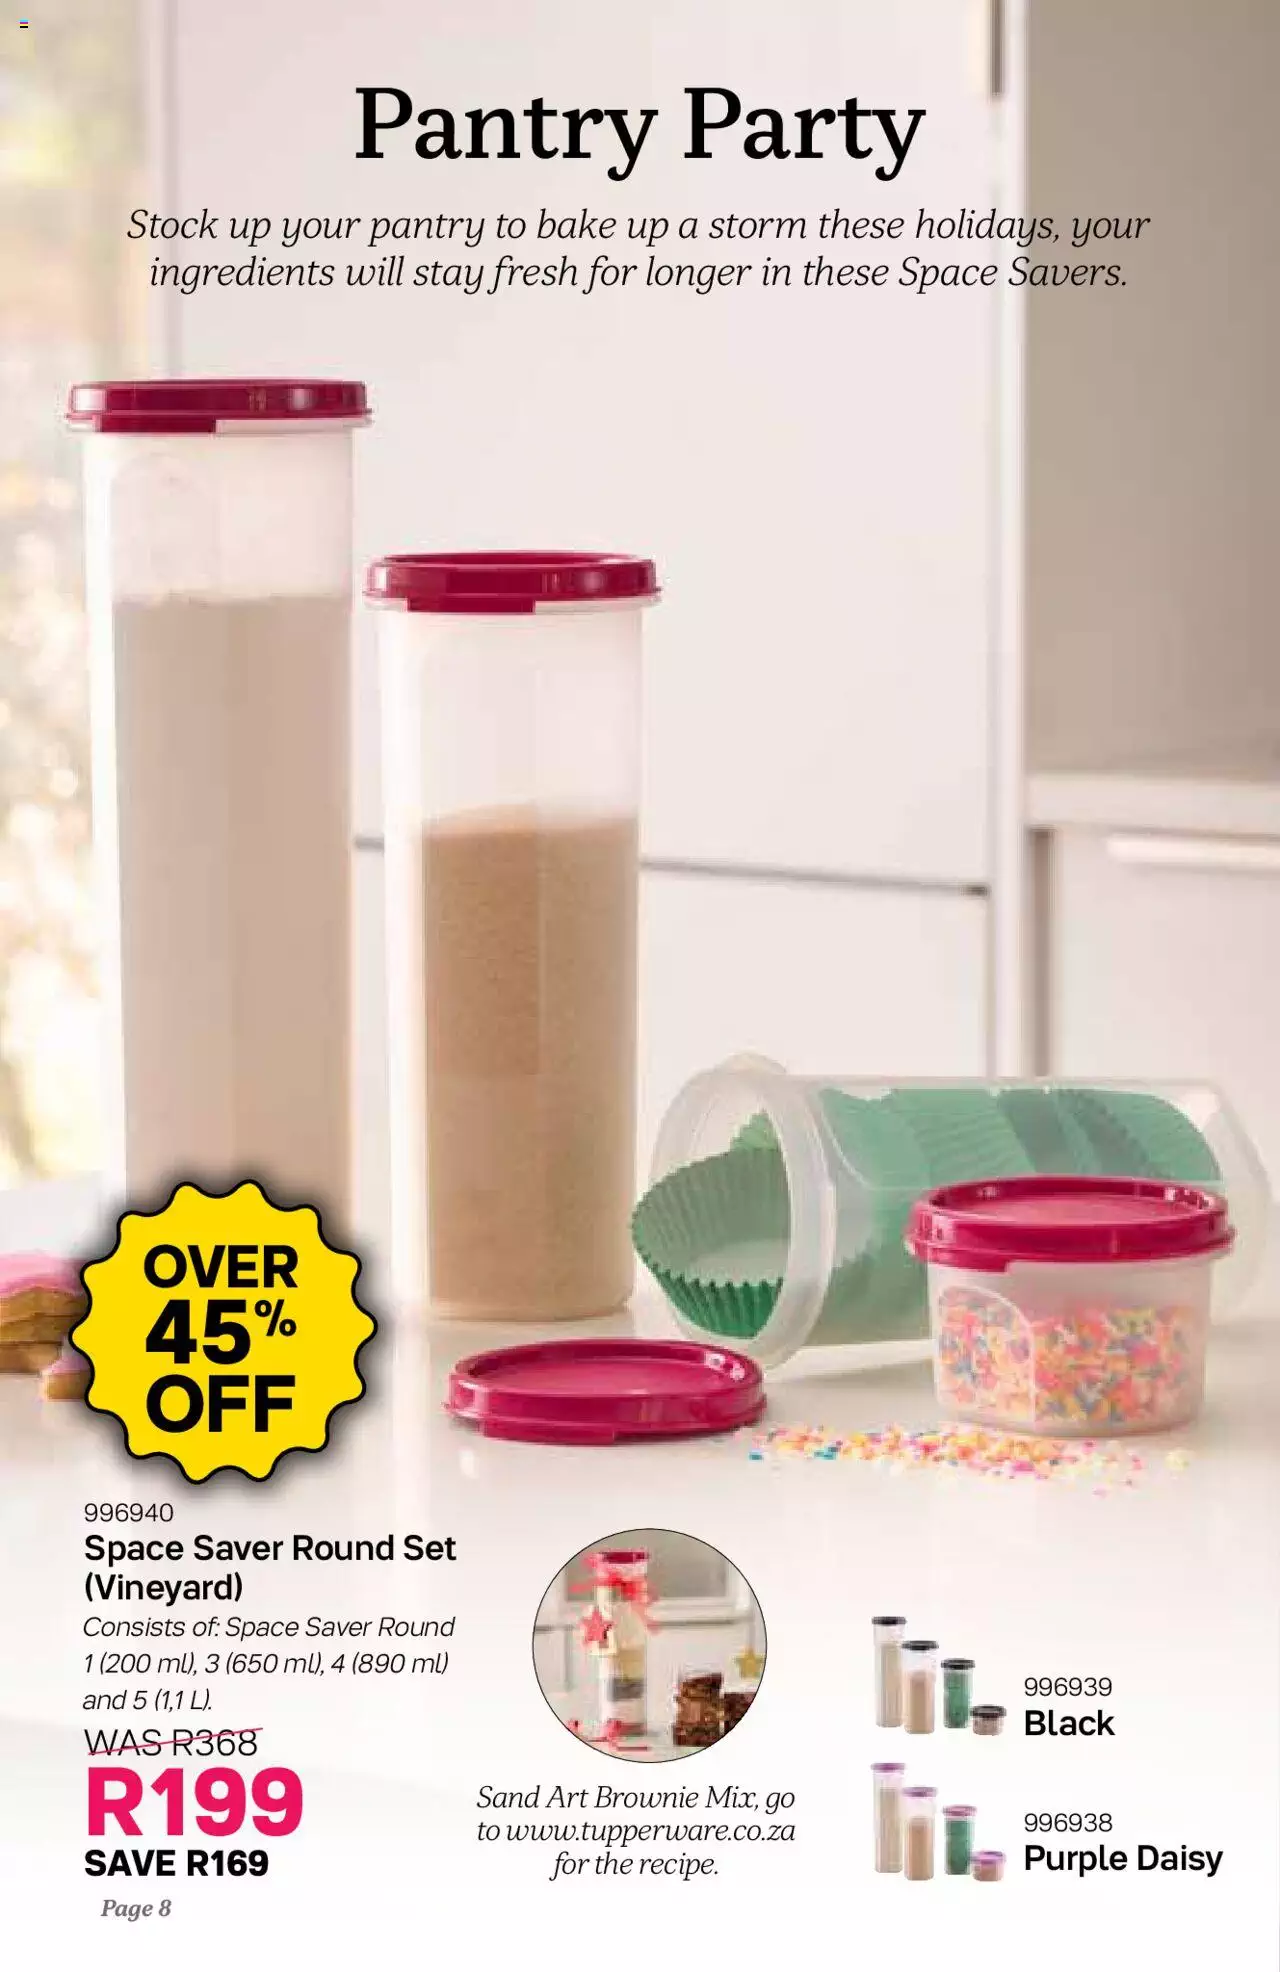 Pantry Party
Stock up your pantry to bake up a storm these holidays, your
ingredients will stay fresh for longer in these Space Savers.
OVER
45%
OFF
996940
Space Saver Round Set
(Vineyard)
Consists of: Space Saver Round
1 (200 ml), 3 (650 ml), 4 (890 ml)
and 5 (1,1 L).
WAS R368
R199
SAVE R169
Page 8
Sand Art Brownie Mix, go
to www.tupperware.co.za
for the recipe.
996939
Black
996938
Purple Daisy